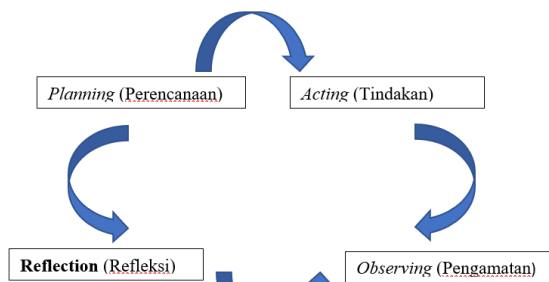 Planning (Perencanaan)
Acting (Tindakan)
Reflection (Refleksi)
Observing (Pengamatan)